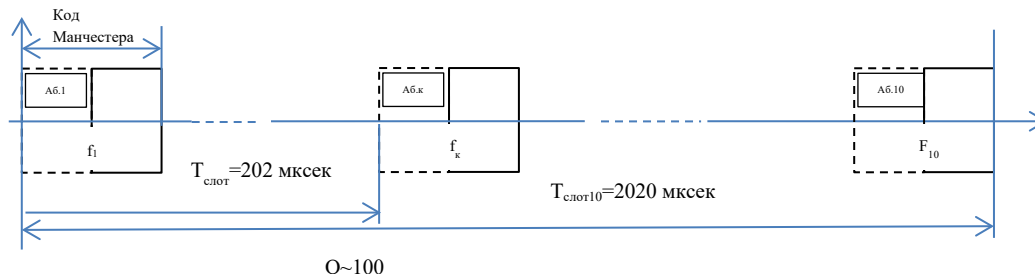 Код
Манчестера
Аб.1
Аб.к
Аб.10
f1
fк
F10
Tслот=202 мксек
Tслот10=2020 мксек
Q~100